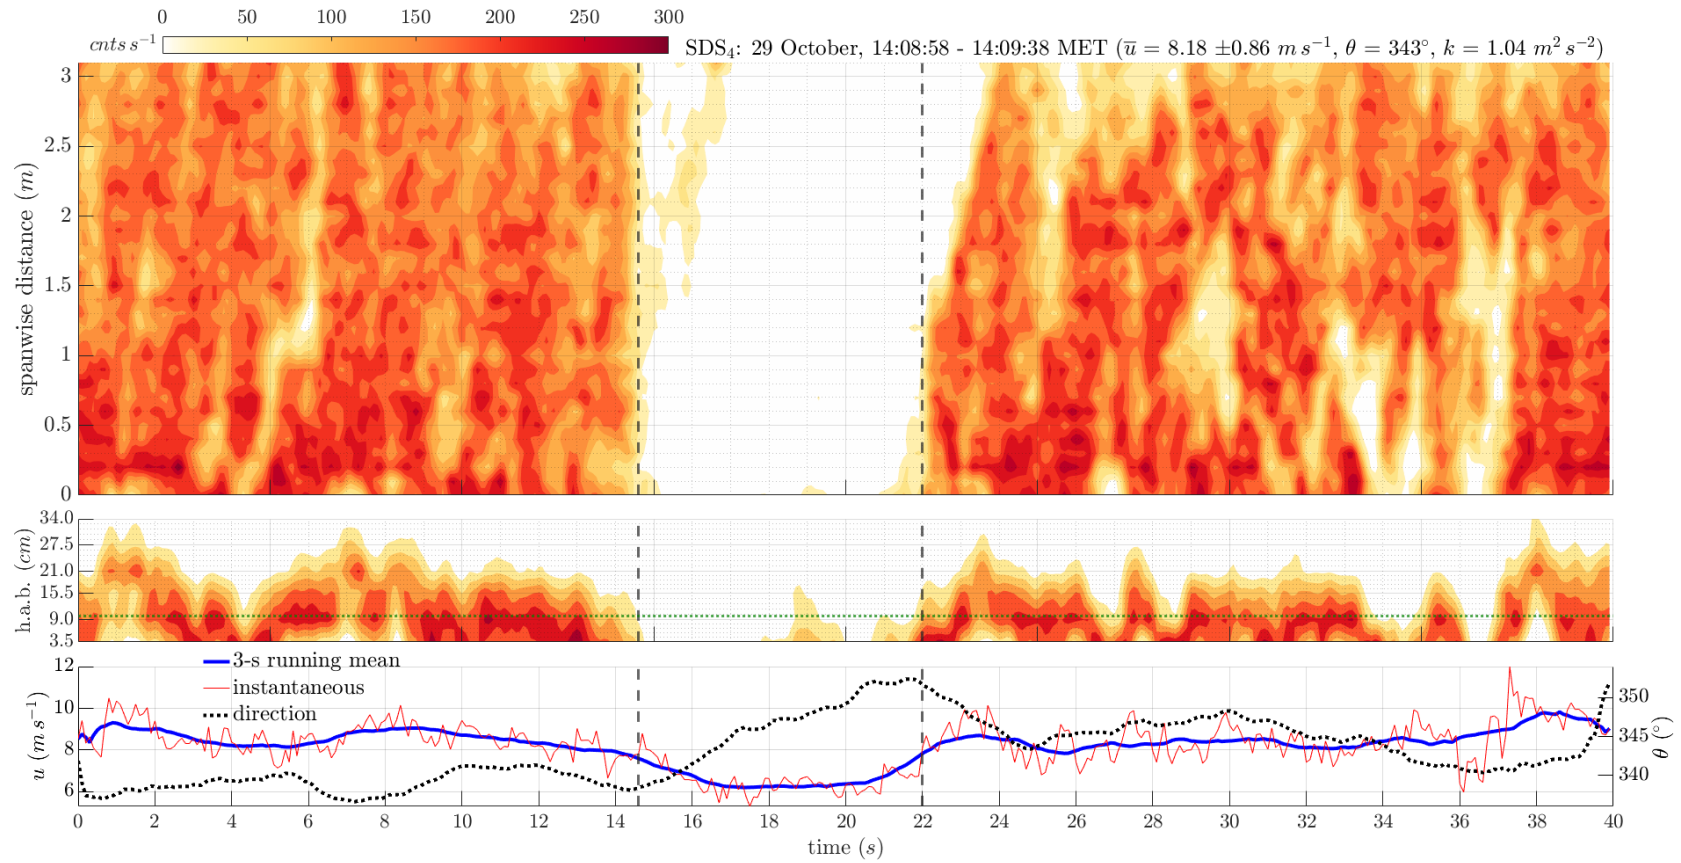 0 50 100 150 200 250 300
cnts s⁻¹
SDS₄: 29 October, 14:08:58 - 14:09:38 MET (u̅ = 8.18 ±0.86 m s⁻¹, θ = 343°, k = 1.04 m² s⁻²)
spanwise distance (m)
3
2.5
2
1.5
1
0.5
0
h.a.b. (cm)
34.0
27.5
21.0
15.5
9.0
3.5
u (m s⁻¹)
12
10
8
6
3-s running mean
instantaneous
direction
350
345
340
θ (°)
0 2 4 6 8 10 12 14 16 18 20 22 24 26 28 30 32 34 36 38 40
time (s)